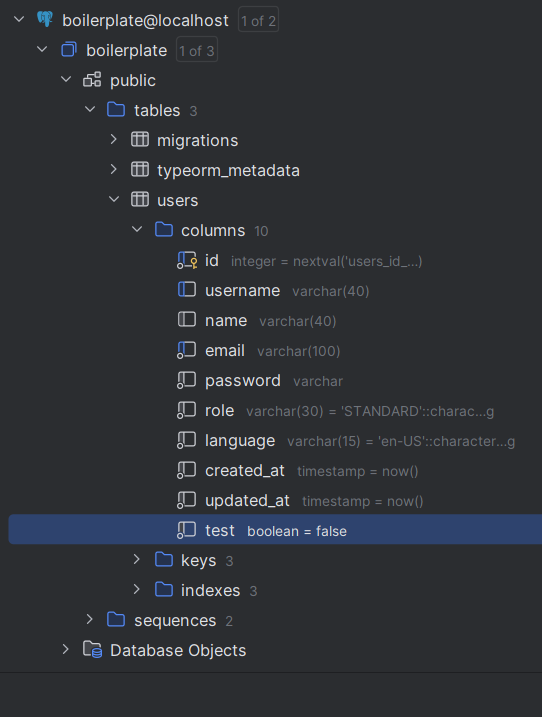 boilerplate@localhost 1 of 2
boilerplate 1 of 3
public
tables 3
migrations
typeorm_metadata
users
columns 10
id integer = nextval('users_id_...)
username varchar(40)
name varchar(40)
email varchar(100)
password varchar
role varchar(30) = 'STANDARD'::charac...g
language varchar(15) = 'en-US'::character...g
created_at timestamp = now()
updated_at timestamp = now()
test boolean = false
keys 3
indexes 3
sequences 2
Database Objects